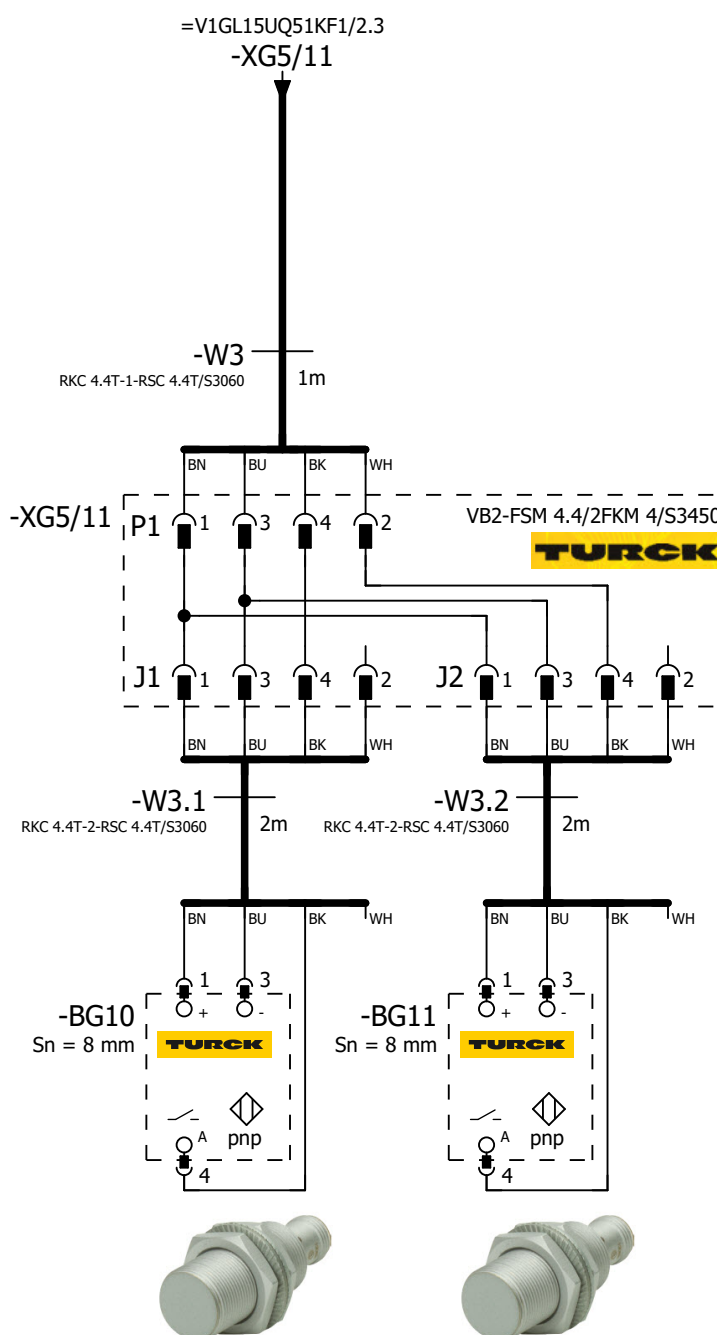 =V1GL15UQ51KF1/2.3
-XG5/11
-W3
RKC 4.4T-1-RSC 4.4T/S3060
1m
BN BU BK WH
-XG5/11
P1 1 3 4 2
VB2-FSM 4.4/2FKM 4/S3450
TURCK
J1 1 3 4 2
J2 1 3 4 2
BN BU BK WH
BN BU BK WH
-W3.1
RKC 4.4T-2-RSC 4.4T/S3060
2m
-W3.2
RKC 4.4T-2-RSC 4.4T/S3060
2m
BN BU BK WH
BN BU BK WH
-BG10
Sn = 8 mm
1 3
+ -
TURCK
A pnp
4
-BG11
Sn = 8 mm
1 3
+ -
TURCK
A pnp
4